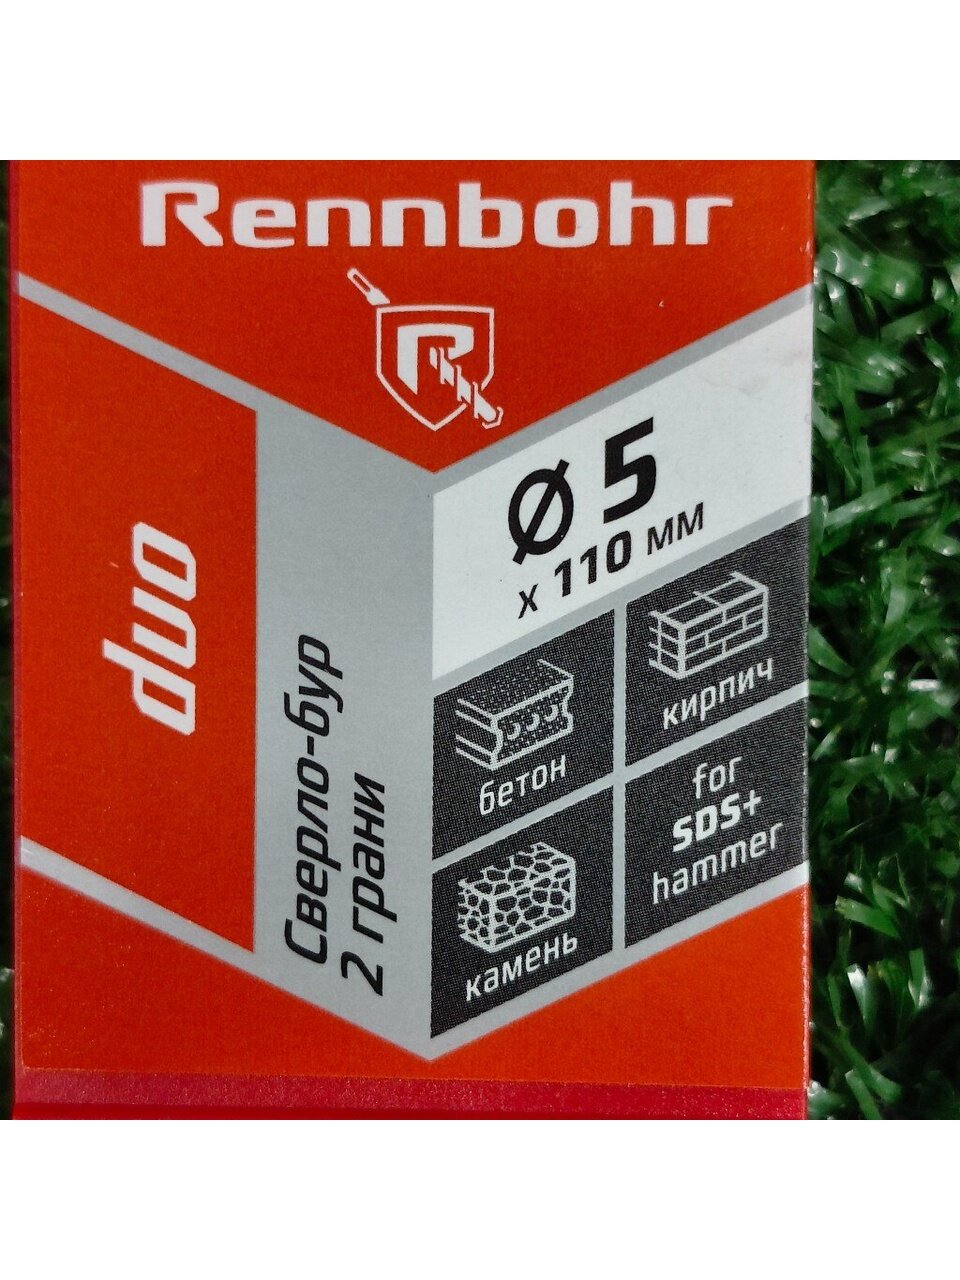 Rennbohr
R
duo
Сверло-бур
2 грани
Ø 5
x 110 мм
бетон
кирпич
камень
for
SDS+
hammer